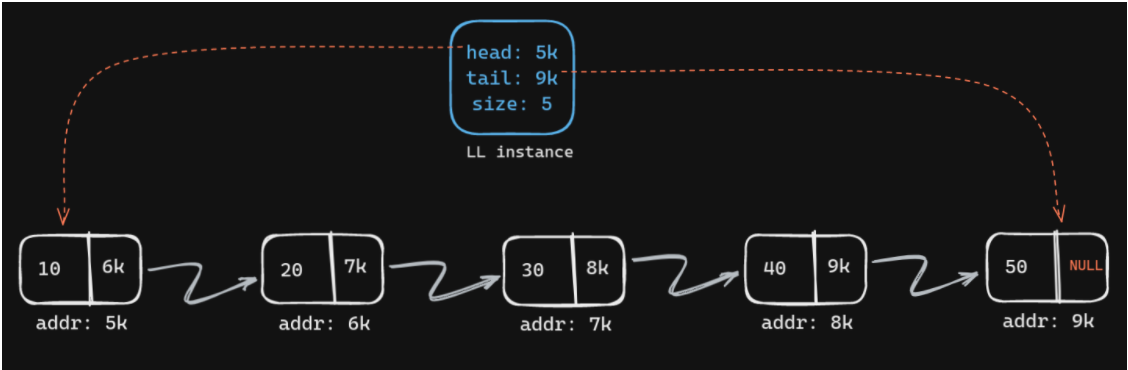 head: 5k
tail: 9k
size: 5
LL instance
10 6k 20 7k 30 8k 40 9k 50 NULL
addr: 5k addr: 6k addr: 7k addr: 8k addr: 9k